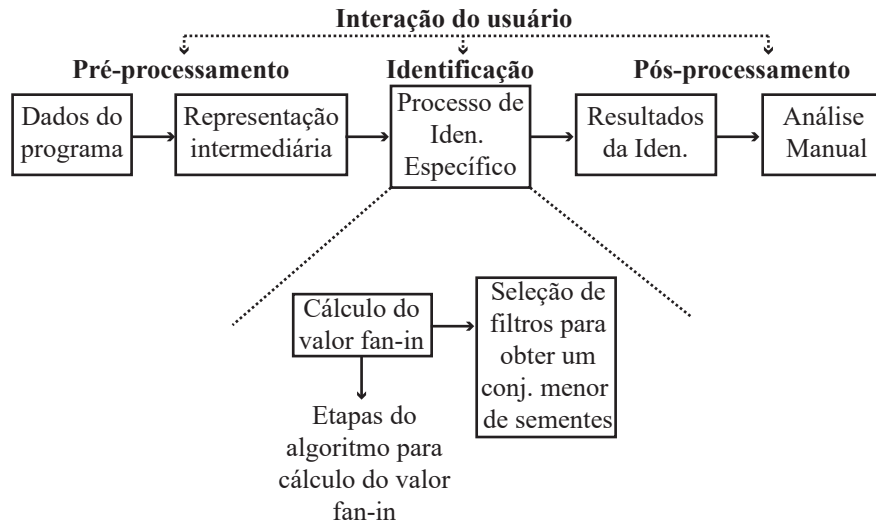 Interação do usuário
Pré-processamento
Identificação
Pós-processamento
Dados do
programa
Representação
intermediária
Processo de
Iden.
Específico
Resultados
da Iden.
Análise
Manual
Cálculo do
valor fan-in
Seleção de
filtros para
obter um
conj. menor
de sementes
Etapas do
algoritmo para
cálculo do valor
fan-in